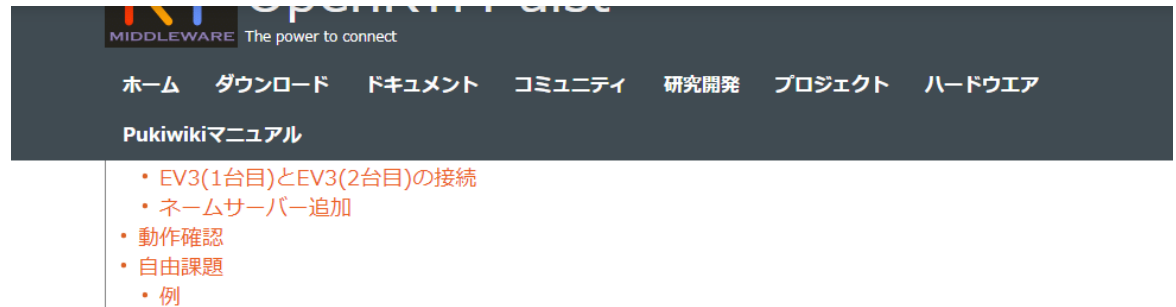 OpenRTM-aist
MIDDLEWARE The power to connect
ホーム ダウンロード ドキュメント コミュニティ 研究開発 プロジェクト ハードウエア
Pukiwikiマニュアル
• EV3(1台目)とEV3(2台目)の接続
• ネームサーバー追加
• 動作確認
• 自由課題
• 例